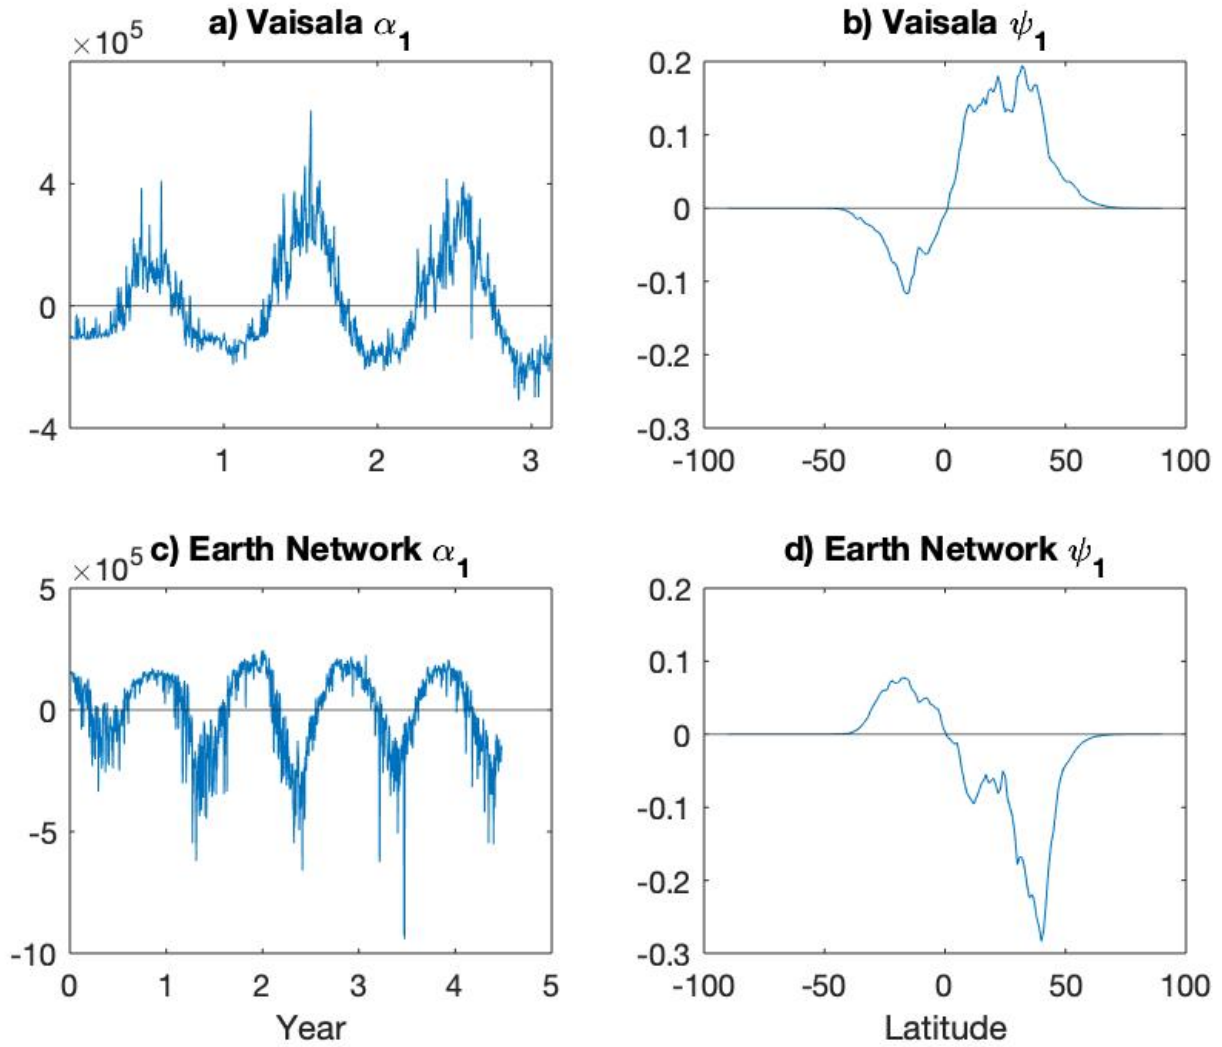 a) Vaisala α1
×10^5
4
0
-4
1 2 3
b) Vaisala ψ1
0.2
0.1
0
-0.1
-0.2
-0.3
-100 -50 0 50 100
c) Earth Network α1
×10^5
5
0
-5
-10
0 1 2 3 4 5
Year
d) Earth Network ψ1
0.2
0.1
0
-0.1
-0.2
-0.3
-100 -50 0 50 100
Latitude